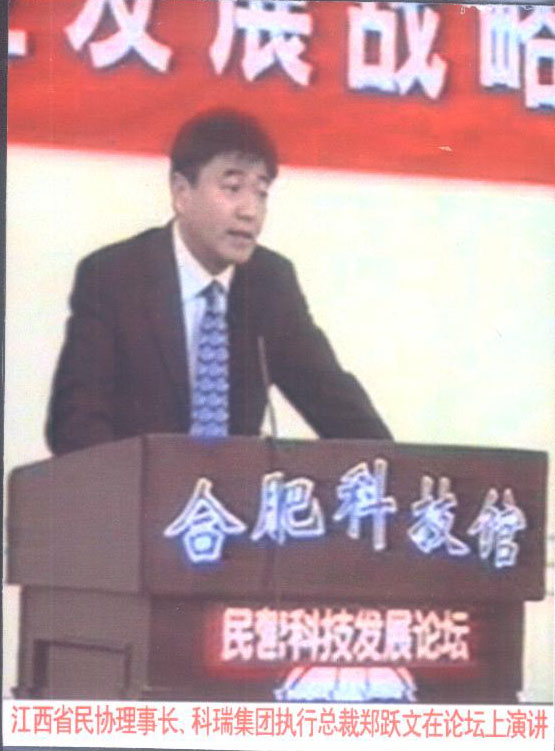 发展战略
合肥科技馆
民营科技发展论坛
江西省民协理事长、科瑞集团执行总裁郑跃文在论坛上演讲